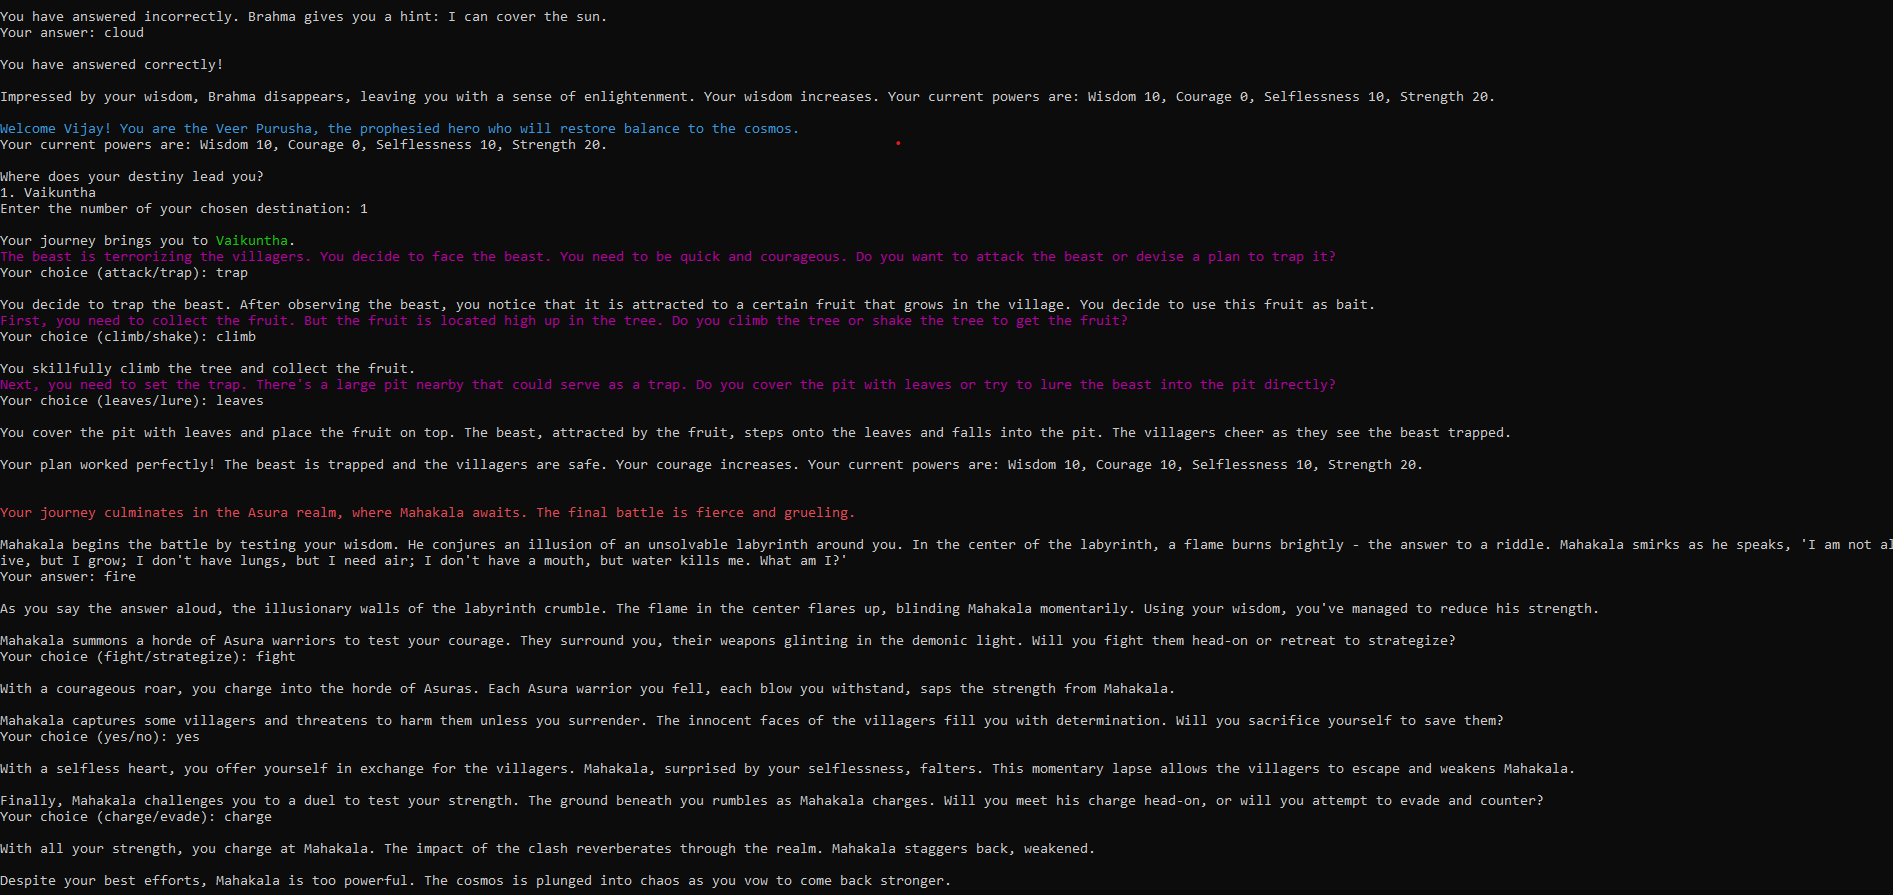 You have answered incorrectly. Brahma gives you a hint: I can cover the sun.
Your answer: cloud
You have answered correctly!
Impressed by your wisdom, Brahma disappears, leaving you with a sense of enlightenment. Your wisdom increases. Your current powers are: Wisdom 10, Courage 0, Selflessness 10, Strength 20.
Welcome Vijay! You are the Veer Purusha, the prophesied hero who will restore balance to the cosmos.
Your current powers are: Wisdom 10, Courage 0, Selflessness 10, Strength 20.
Where does your destiny lead you?
1. Vaikuntha
Enter the number of your chosen destination: 1
Your journey brings you to Vaikuntha.
The beast is terrorizing the villagers. You decide to face the beast. You need to be quick and courageous. Do you want to attack the beast or devise a plan to trap it?
Your choice (attack/trap): trap
You decide to trap the beast. After observing the beast, you notice that it is attracted to a certain fruit that grows in the village. You decide to use this fruit as bait.
First, you need to collect the fruit. But the fruit is located high up in the tree. Do you climb the tree or shake the tree to get the fruit?
Your choice (climb/shake): climb
You skillfully climb the tree and collect the fruit.
Next, you need to set the trap. There's a large pit nearby that could serve as a trap. Do you cover the pit with leaves or try to lure the beast into the pit directly?
Your choice (leaves/lure): leaves
You cover the pit with leaves and place the fruit on top. The beast, attracted by the fruit, steps onto the leaves and falls into the pit. The villagers cheer as they see the beast trapped.
Your plan worked perfectly! The beast is trapped and the villagers are safe. Your courage increases. Your current powers are: Wisdom 10, Courage 10, Selflessness 10, Strength 20.
Your journey culminates in the Asura realm, where Mahakala awaits. The final battle is fierce and grueling.
Mahakala begins the battle by testing your wisdom. He conjures an illusion of an unsolvable labyrinth around you. In the center of the labyrinth, a flame burns brightly - the answer to a riddle. Mahakala smirks as he speaks, 'I am not al
ive, but I grow; I don't have lungs, but I need air; I don't have a mouth, but water kills me. What am I?'
Your answer: fire
As you say the answer aloud, the illusionary walls of the labyrinth crumble. The flame in the center flares up, blinding Mahakala momentarily. Using your wisdom, you've managed to reduce his strength.
Mahakala summons a horde of Asura warriors to test your courage. They surround you, their weapons glinting in the demonic light. Will you fight them head-on or retreat to strategize?
Your choice (fight/strategize): fight
With a courageous roar, you charge into the horde of Asuras. Each Asura warrior you fell, each blow you withstand, saps the strength from Mahakala.
Mahakala captures some villagers and threatens to harm them unless you surrender. The innocent faces of the villagers fill you with determination. Will you sacrifice yourself to save them?
Your choice (yes/no): yes
With a selfless heart, you offer yourself in exchange for the villagers. Mahakala, surprised by your selflessness, falters. This momentary lapse allows the villagers to escape and weakens Mahakala.
Finally, Mahakala challenges you to a duel to test your strength. The ground beneath you rumbles as Mahakala charges. Will you meet his charge head-on, or will you attempt to evade and counter?
Your choice (charge/evade): charge
With all your strength, you charge at Mahakala. The impact of the clash reverberates through the realm. Mahakala staggers back, weakened.
Despite your best efforts, Mahakala is too powerful. The cosmos is plunged into chaos as you vow to come back stronger.